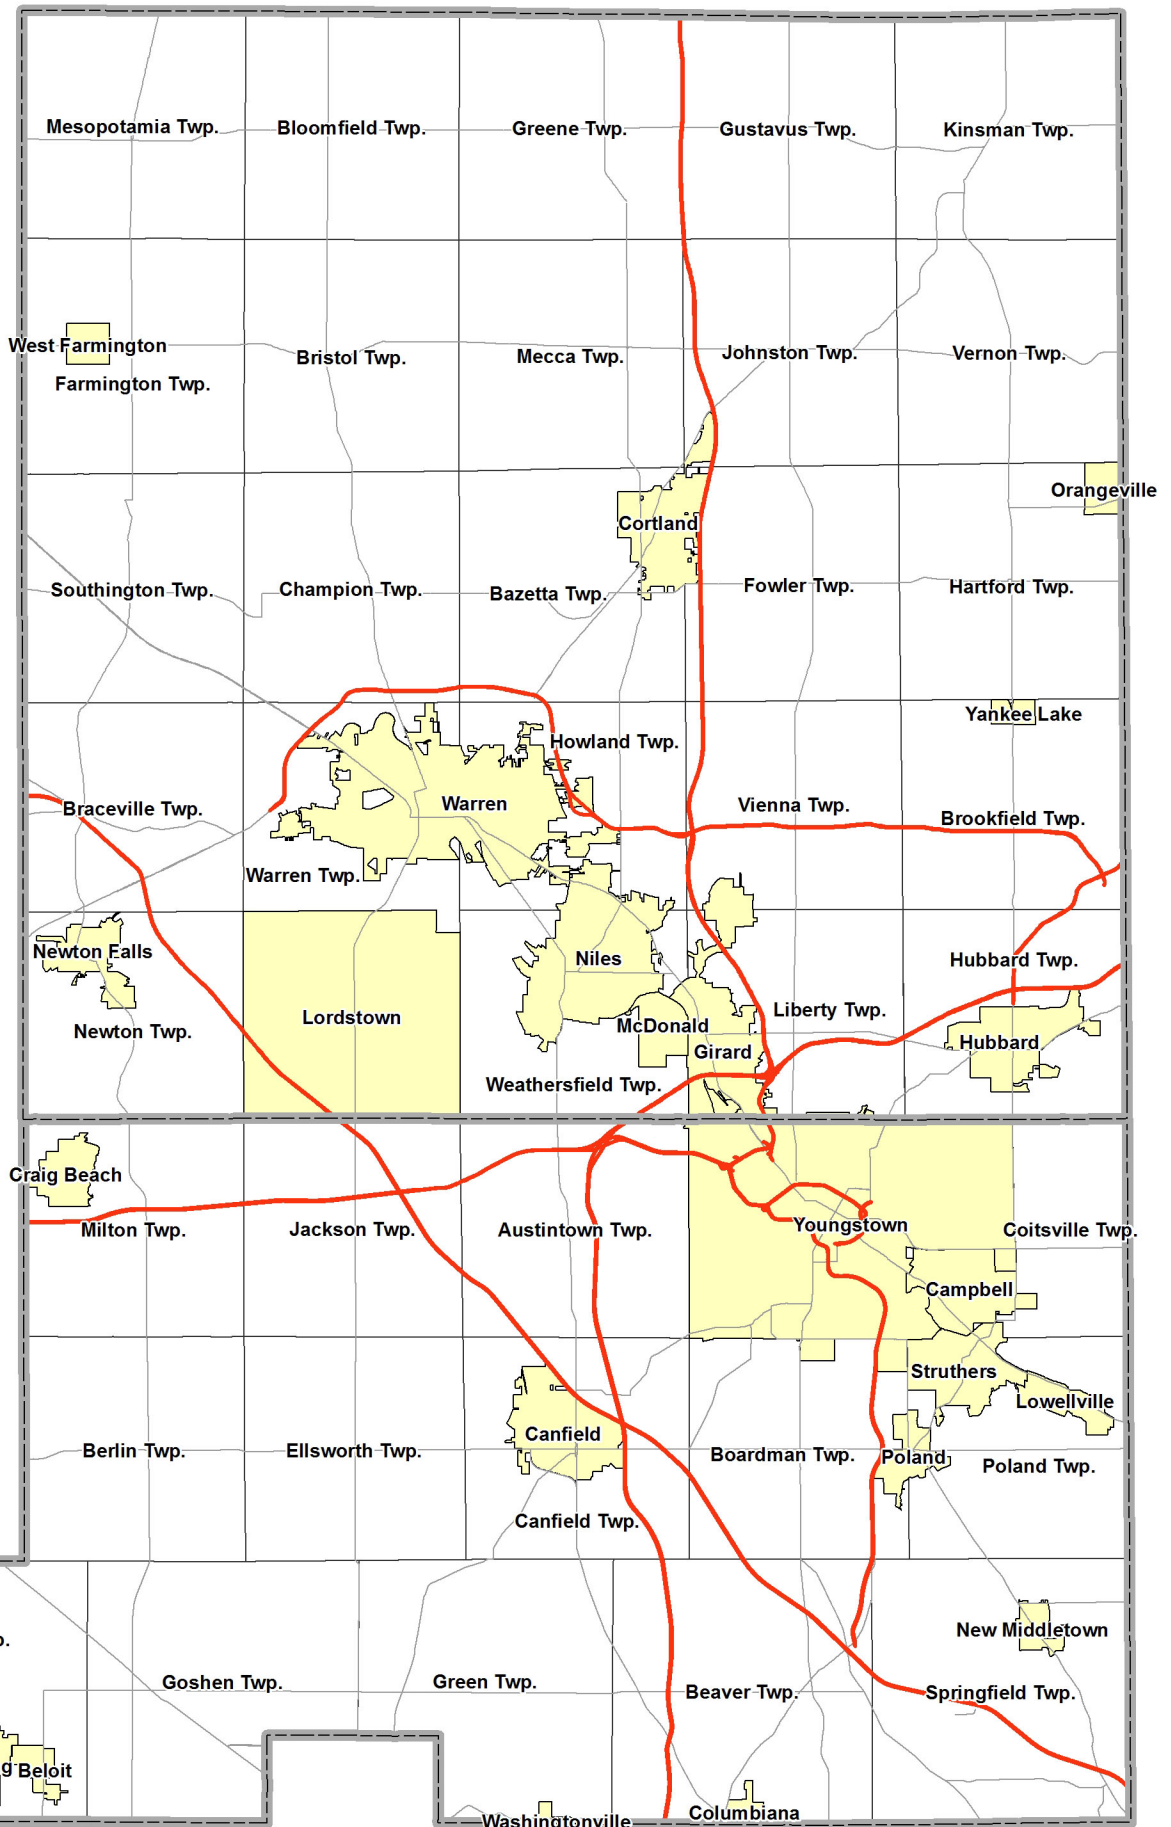 Mesopotamia Twp.
Bloomfield Twp.
Greene Twp.
Gustavus Twp.
Kinsman Twp.
West Farmington
Farmington Twp.
Bristol Twp.
Mecca Twp.
Johnston Twp.
Vernon Twp.
Orangeville
Cortland
Southington Twp.
Champion Twp.
Bazetta Twp.
Fowler Twp.
Hartford Twp.
Yankee Lake
Howland Twp.
Braceville Twp.
Warren
Vienna Twp.
Brookfield Twp.
Warren Twp.
Newton Falls
Niles
Hubbard Twp.
Lordstown
McDonald
Liberty Twp.
Newton Twp.
Girard
Hubbard
Weathersfield Twp.
Craig Beach
Milton Twp.
Jackson Twp.
Austintown Twp.
Youngstown
Coitsville Twp.
Campbell
Struthers
Lowellville
Canfield
Berlin Twp.
Ellsworth Twp.
Boardman Twp.
Poland
Poland Twp.
Canfield Twp.
New Middletown
p.
Goshen Twp.
Green Twp.
Beaver Twp.
Springfield Twp.
g
Beloit
Washingtonville
Columbiana